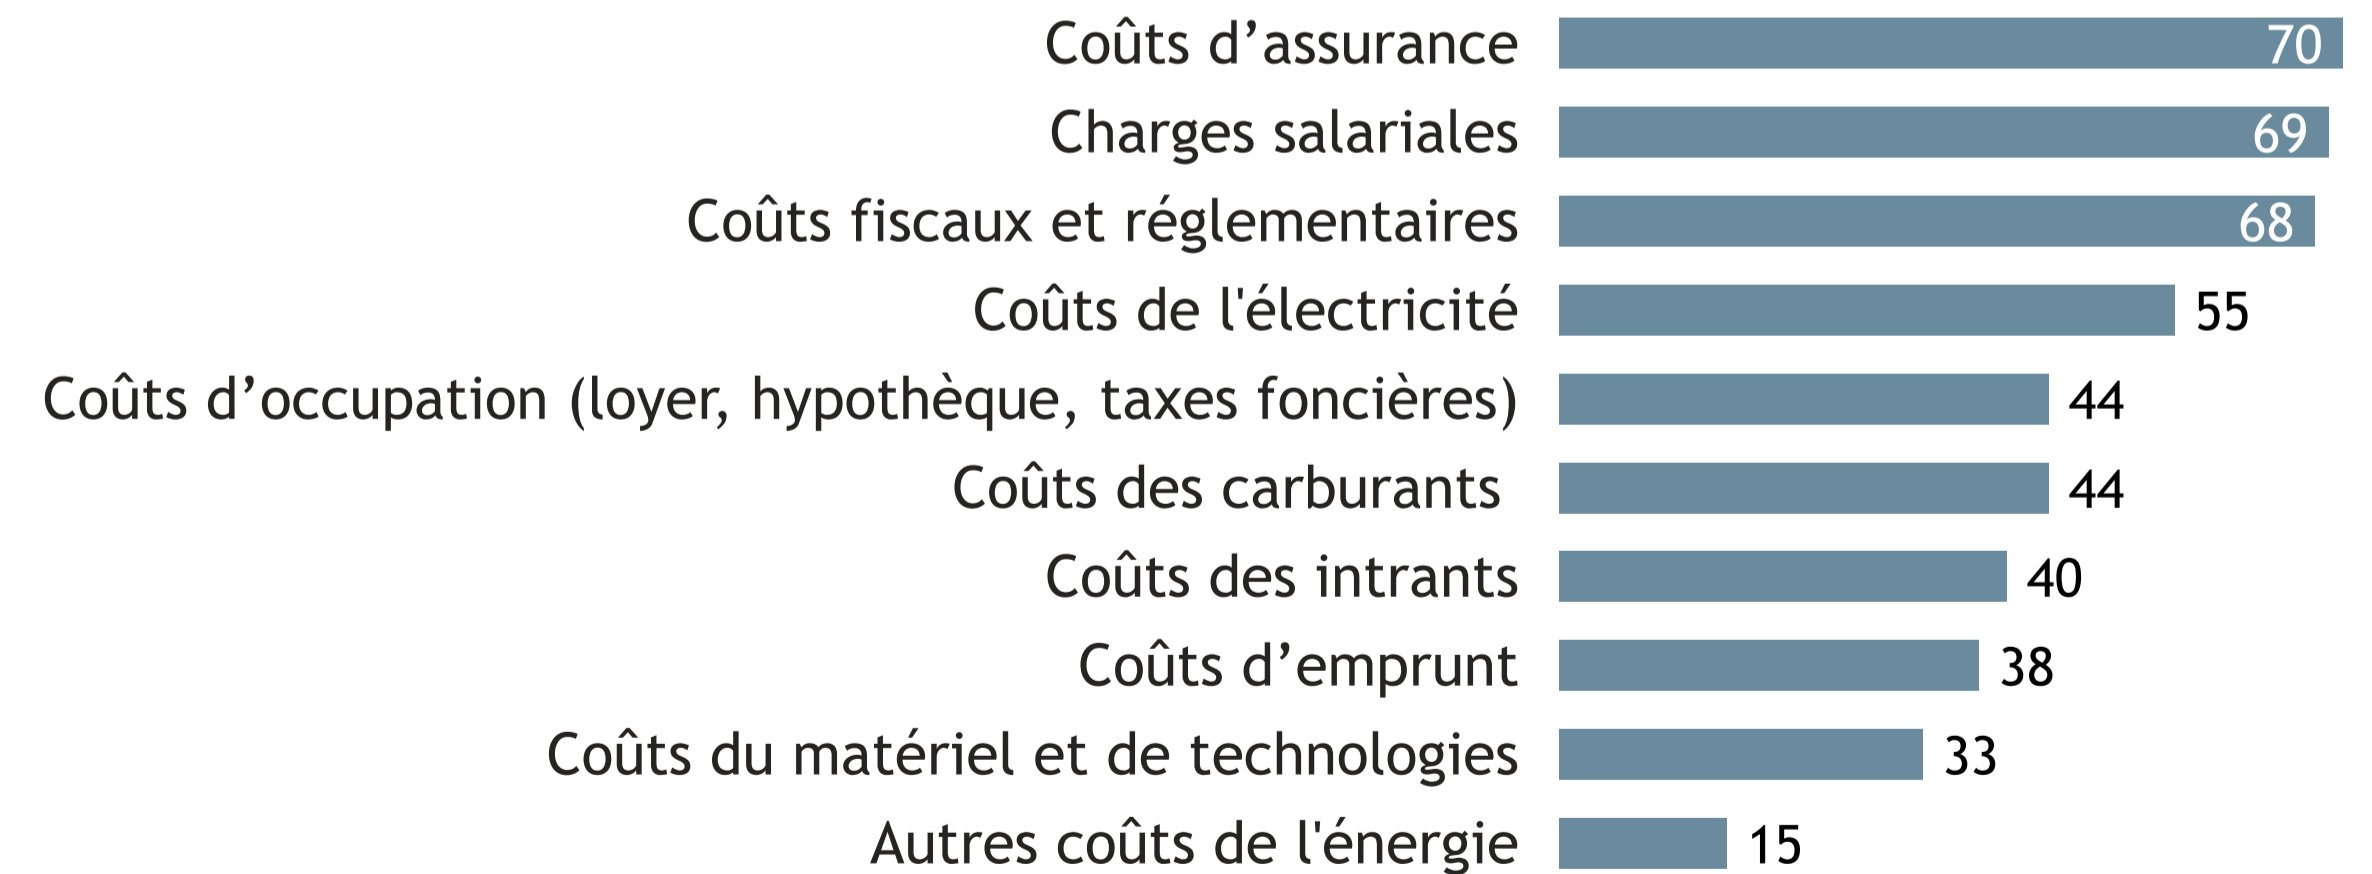 Coûts d’assurance 70
Charges salariales 69
Coûts fiscaux et réglementaires 68
Coûts de l'électricité 55
Coûts d’occupation (loyer, hypothèque, taxes foncières) 44
Coûts des carburants 44
Coûts des intrants 40
Coûts d’emprunt 38
Coûts du matériel et de technologies 33
Autres coûts de l'énergie 15